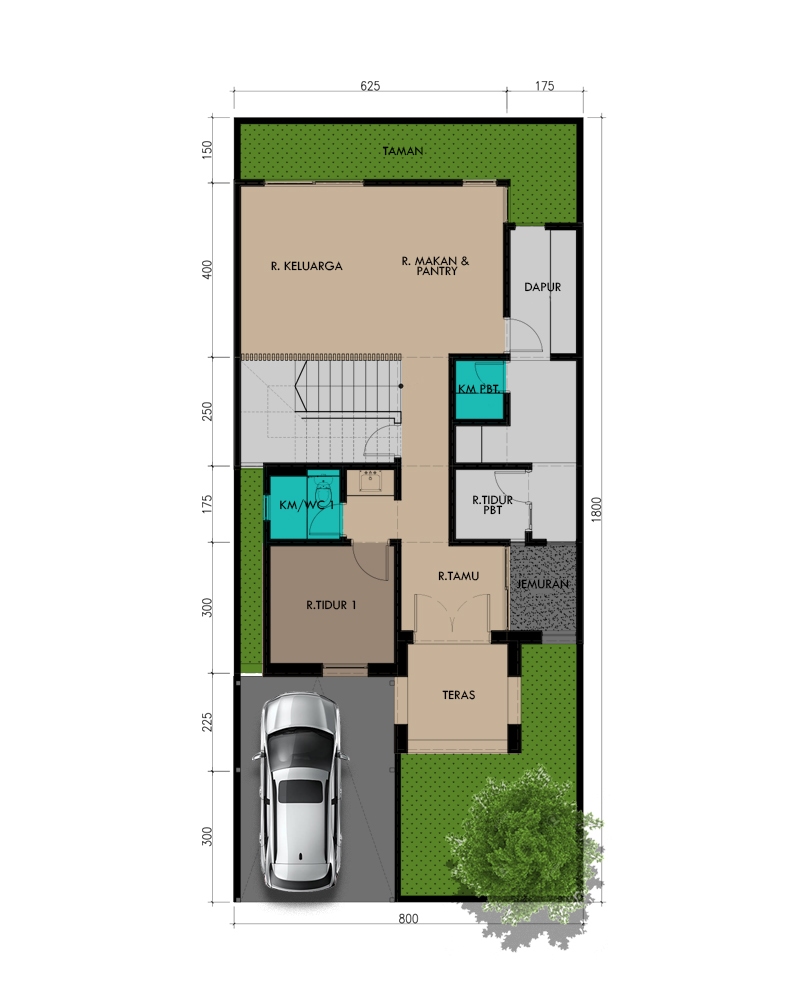 625
175
150
TAMAN
400
R. KELUARGA
R. MAKAN &
PANTRY
DAPUR
250
KM PBT
175
KM/WC 1
R.TIDUR
PBT
1800
300
R.TIDUR 1
R.TAMU
JEMURAN
225
TERAS
300
800